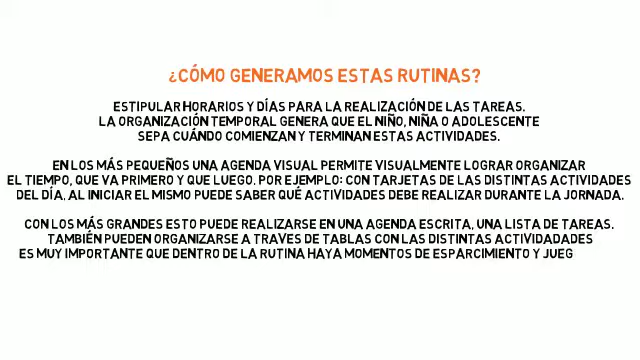 ¿CÓMO GENERAMOS ESTAS RUTINAS?
ESTIPULAR HORARIOS Y DÍAS PARA LA REALIZACIÓN DE LAS TAREAS.
LA ORGANIZACIÓN TEMPORAL GENERA QUE EL NIÑO, NIÑA O ADOLESCENTE
SEPA CUÁNDO COMIENZAN Y TERMINAN ESTAS ACTIVIDADES.
EN LOS MÁS PEQUEÑOS UNA AGENDA VISUAL PERMITE VISUALMENTE LOGRAR ORGANIZAR
EL TIEMPO, QUE VA PRIMERO Y QUE LUEGO. POR EJEMPLO: CON TARJETAS DE LAS DISTINTAS ACTIVIDADES
DEL DÍA, AL INICIAR EL MISMO PUEDE SABER QUÉ ACTIVIDADES DEBE REALIZAR DURANTE LA JORNADA.
CON LOS MÁS GRANDES ESTO PUEDE REALIZARSE EN UNA AGENDA ESCRITA, UNA LISTA DE TAREAS.
TAMBIÉN PUEDEN ORGANIZARSE A TRAVES DE TABLAS CON LAS DISTINTAS ACTIVIDADADES
ES MUY IMPORTANTE QUE DENTRO DE LA RUTINA HAYA MOMENTOS DE ESPARCIMIENTO Y JUEG